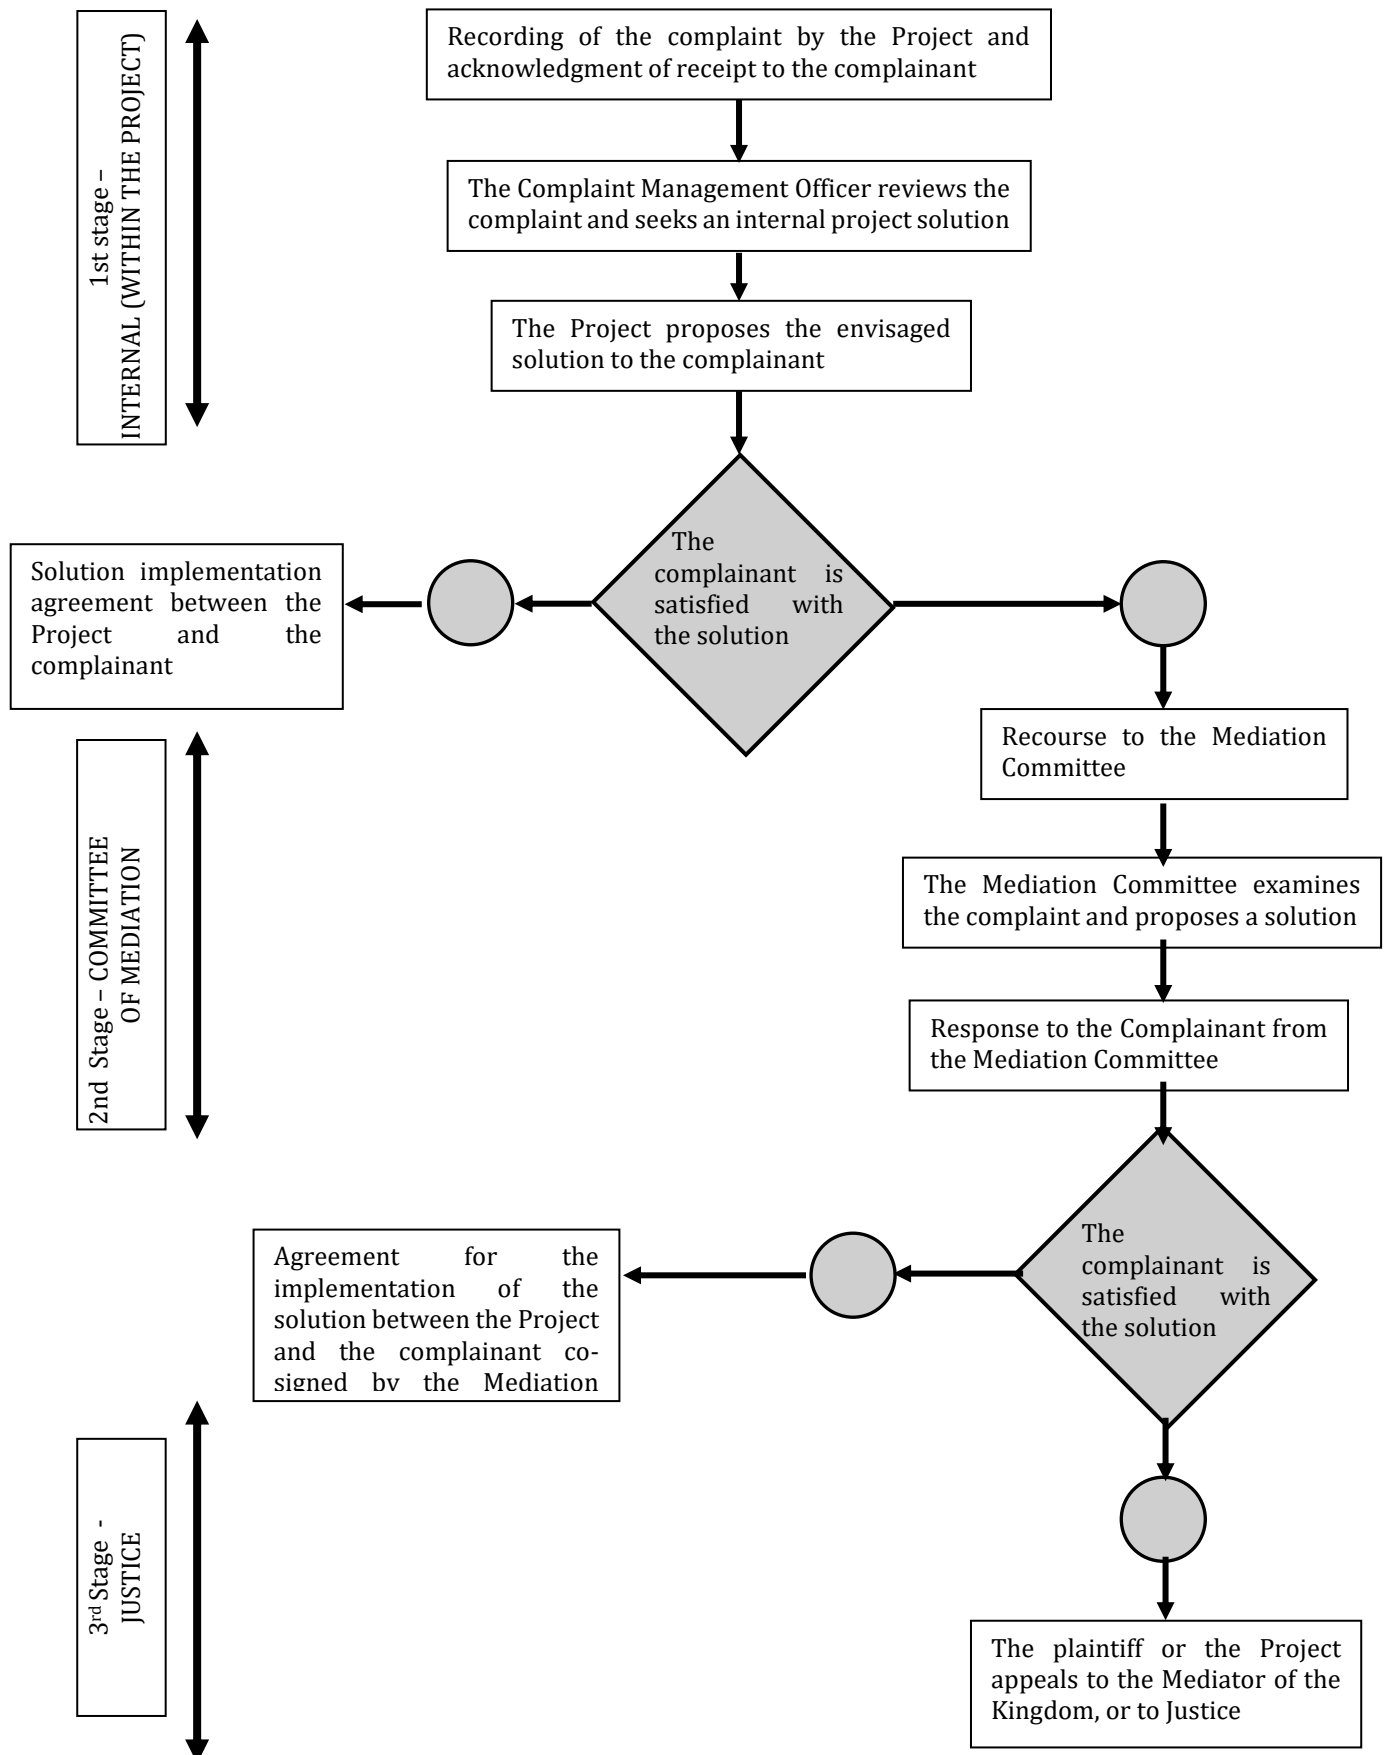 1st stage –
INTERNAL (WITHIN THE PROJECT)
Recording of the complaint by the Project and
acknowledgment of receipt to the complainant
The Complaint Management Officer reviews the
complaint and seeks an internal project solution
The Project proposes the envisaged
solution to the complainant
The
complainant is
satisfied with
the solution
Solution implementation
agreement between the
Project and the
complainant
2nd Stage – COMMITTEE
OF MEDIATION
Recourse to the Mediation
Committee
The Mediation Committee examines
the complaint and proposes a solution
Response to the Complainant from
the Mediation Committee
The
complainant is
satisfied with
the solution
Agreement for the
implementation of the
solution between the Project
and the complainant co-
signed by the Mediation
3rd Stage -
JUSTICE
The plaintiff or the Project
appeals to the Mediator of the
Kingdom, or to Justice